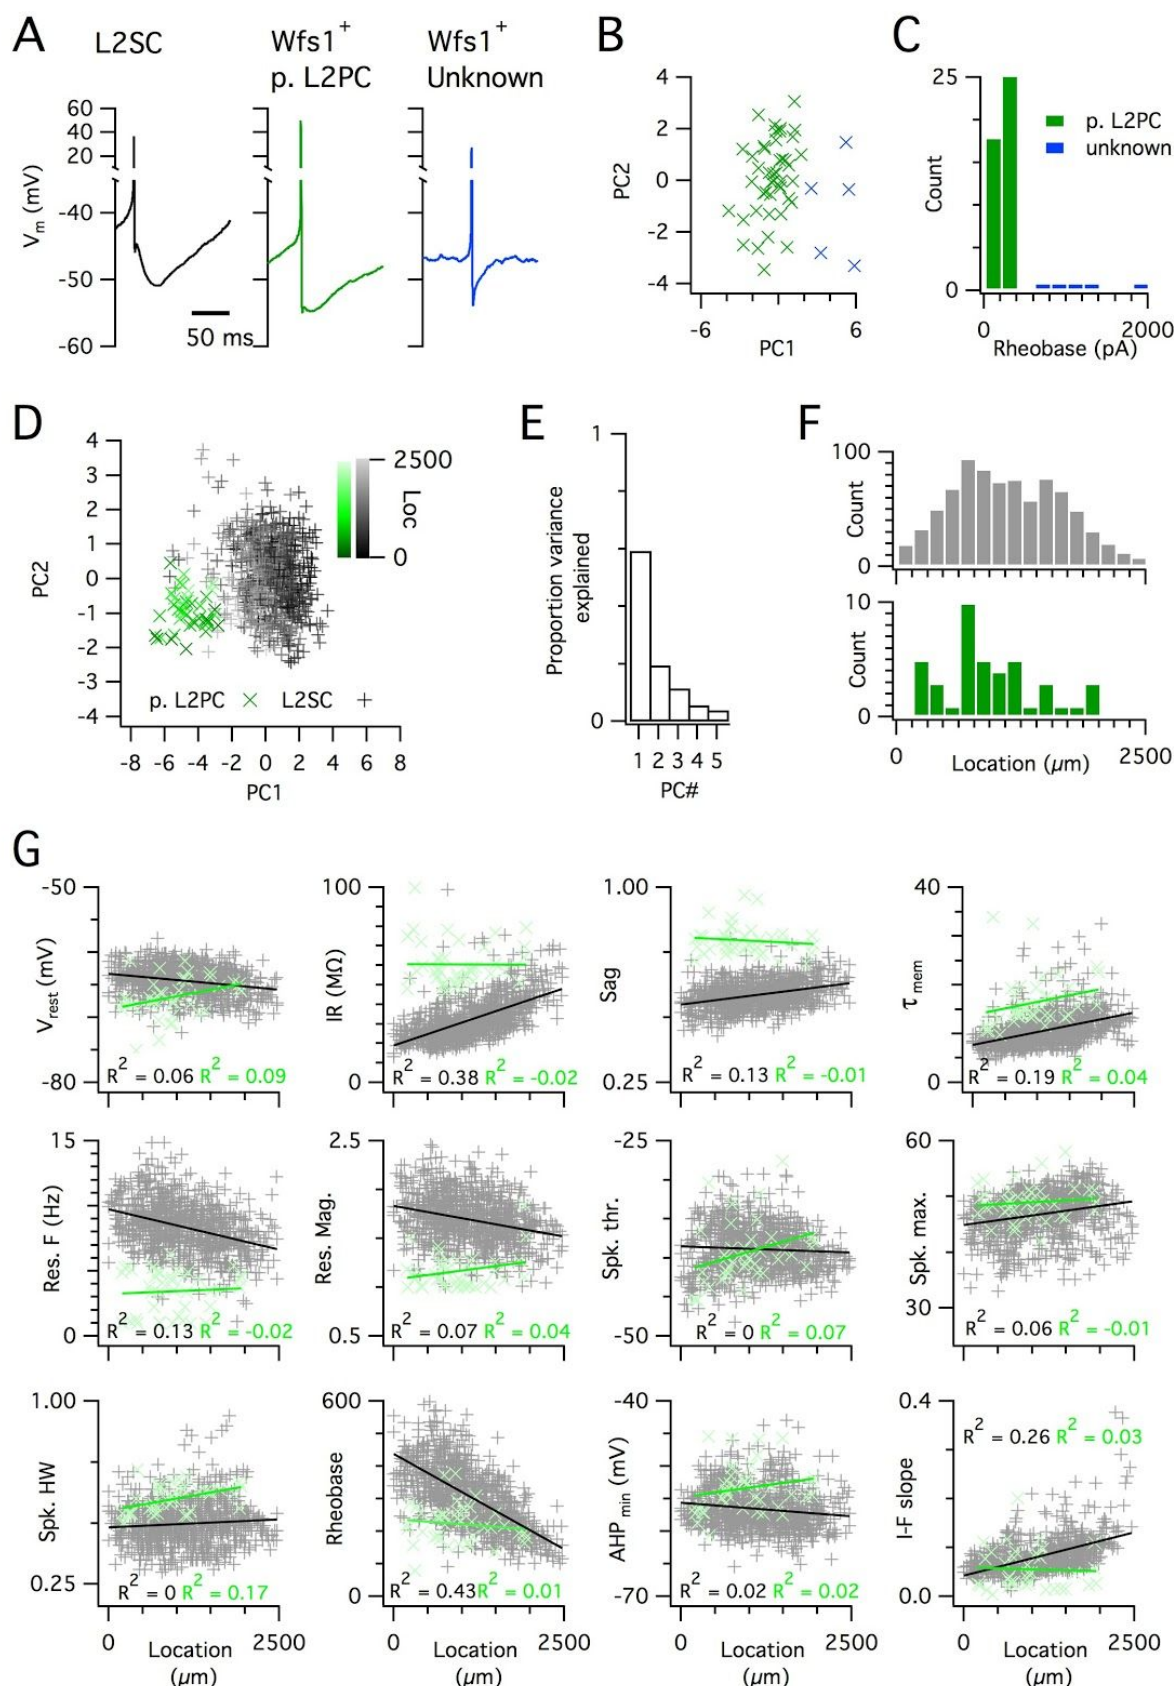 A
L2SC
Wfs1+
p. L2PC
Wfs1+
Unknown
60
40
20
-40
-50
-60
Vm (mV)
50 ms
B
4
2
0
-2
-4
PC2
-6
6
PC1
C
25
0
Count
p. L2PC
unknown
0
2000
Rheobase (pA)
D
4
3
2
1
0
-1
-2
-3
-4
PC2
2500
0
Loc
p. L2PC
L2SC
-8 -6 -4 -2 0 2 4 6 8
PC1
E
1
0
Proportion variance
explained
1 2 3 4 5
PC#
F
100
0
Count
10
0
Count
0
2500
Location (µm)
G
-50
-80
Vrest (mV)
R2 = 0.06 R2 = 0.09
100
0
IR (MΩ)
R2 = 0.38 R2 = -0.02
1.00
0.25
Sag
R2 = 0.13 R2 = -0.01
40
0
τmem
R2 = 0.19 R2 = 0.04
15
0
Res. F (Hz)
R2 = 0.13 R2 = -0.02
2.5
0.5
Res. Mag.
R2 = 0.07 R2 = 0.04
-25
-50
Spk. thr.
R2 = 0 R2 = 0.07
60
30
Spk. max.
R2 = 0.06 R2 = -0.01
1.00
0.25
Spk. HW
R2 = 0 R2 = 0.17
0
2500
Location
(µm)
600
0
Rheobase
R2 = 0.43 R2 = 0.01
0
2500
Location
(µm)
-40
-70
AHPmin (mV)
R2 = 0.02 R2 = 0.02
0
2500
Location
(µm)
0.4
0.0
I-F slope
R2 = 0.26 R2 = 0.03
0
2500
Location
(µm)